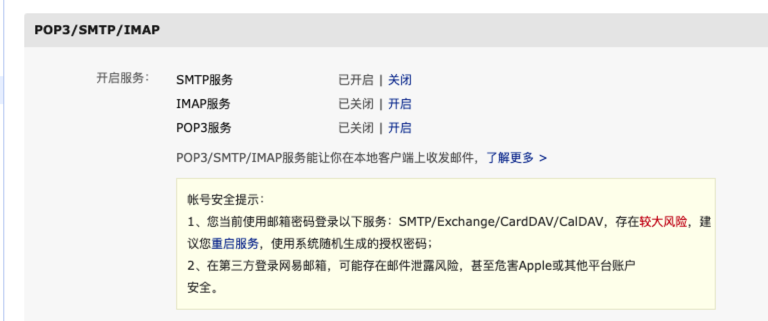 POP3/SMTP/IMAP
开启服务： SMTP服务 已开启 | 关闭
IMAP服务 已关闭 | 开启
POP3服务 已关闭 | 开启
POP3/SMTP/IMAP服务能让你在本地客户端上收发邮件，了解更多 >
帐号安全提示：
1、您当前使用邮箱密码登录以下服务：SMTP/Exchange/CardDAV/CalDAV，存在较大风险，建
议您重启服务，使用系统随机生成的授权密码；
2、在第三方登录网易邮箱，可能存在邮件泄露风险，甚至危害Apple或其他平台账户
安全。